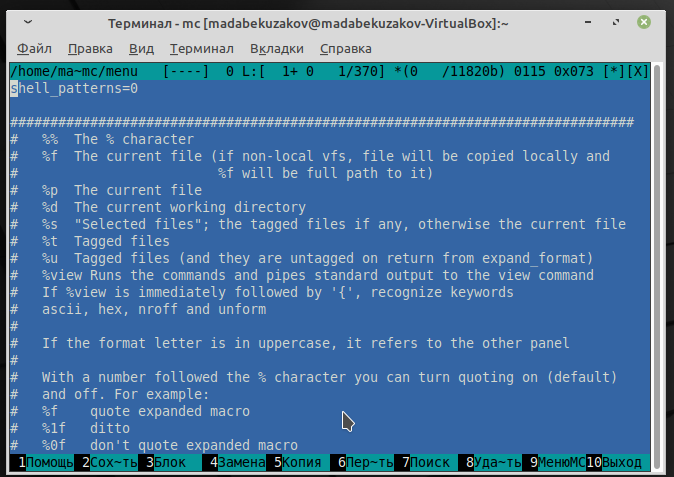 Терминал - mc [madabekuzakov@madabekuzakov-VirtualBox]:~
Файл Правка Вид Терминал Вкладки Справка
/home/ma~mc/menu [----] 0 L:[ 1+ 0 1/370] *(0 /11820b) 0115 0x073 [*][X]
shell_patterns=0
##############################################################################
# %% The % character
# %f The current file (if non-local vfs, file will be copied locally and
# %f will be full path to it)
# %p The current file
# %d The current working directory
# %s "Selected files"; the tagged files if any, otherwise the current file
# %t Tagged files
# %u Tagged files (and they are untagged on return from expand_format)
# %view Runs the commands and pipes standard output to the view command
# If %view is immediately followed by '{', recognize keywords
# ascii, hex, nroff and unform
#
# If the format letter is in uppercase, it refers to the other panel
#
# With a number followed the % character you can turn quoting on (default)
# and off. For example:
# %f quote expanded macro
# %1f ditto
# %0f don't quote expanded macro
1Помощь 2Сох~ть 3Блок 4Замена 5Копия 6Пер~ть 7Поиск 8Уда~ть 9МенюMC 10Выход